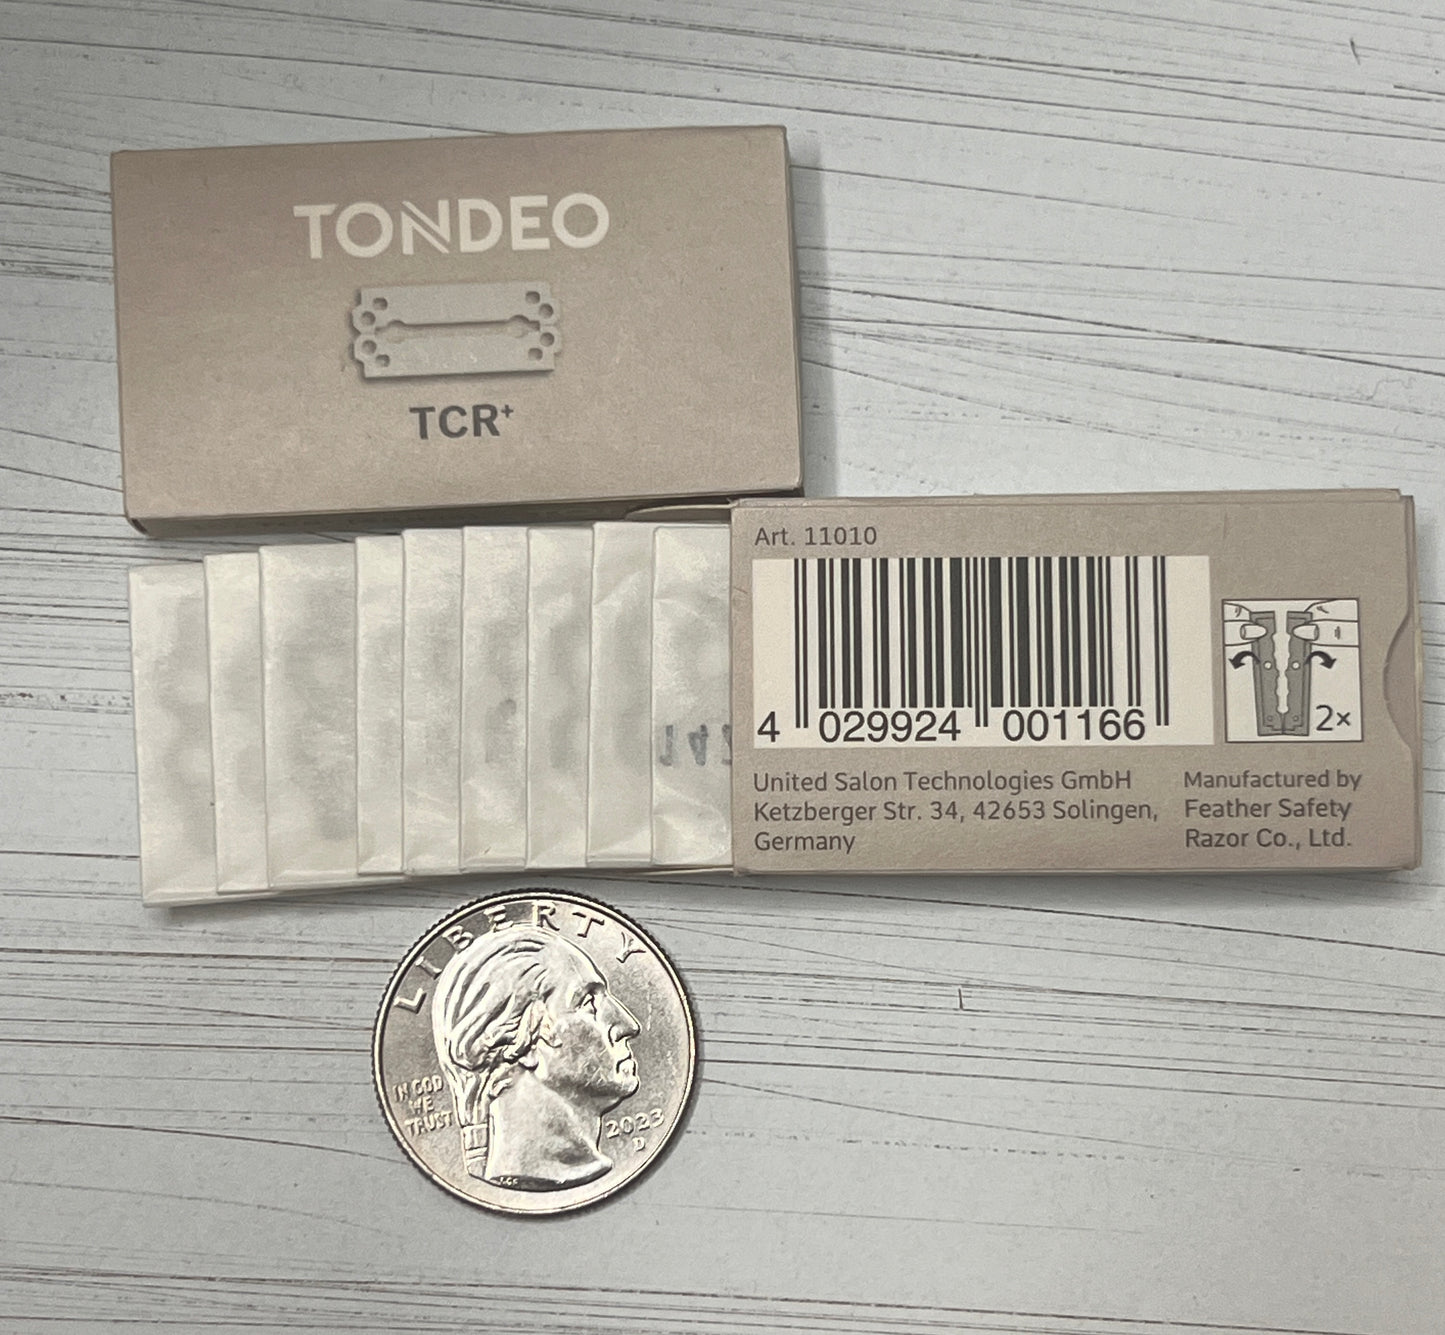 TONDEO
TCR⁺
Art. 11010
4 029924 001166
2×
United Salon Technologies GmbH
Ketzberger Str. 34, 42653 Solingen,
Germany
Manufactured by
Feather Safety
Razor Co., Ltd.
LIBERTY
IN GOD
WE
TRUST
2023
D